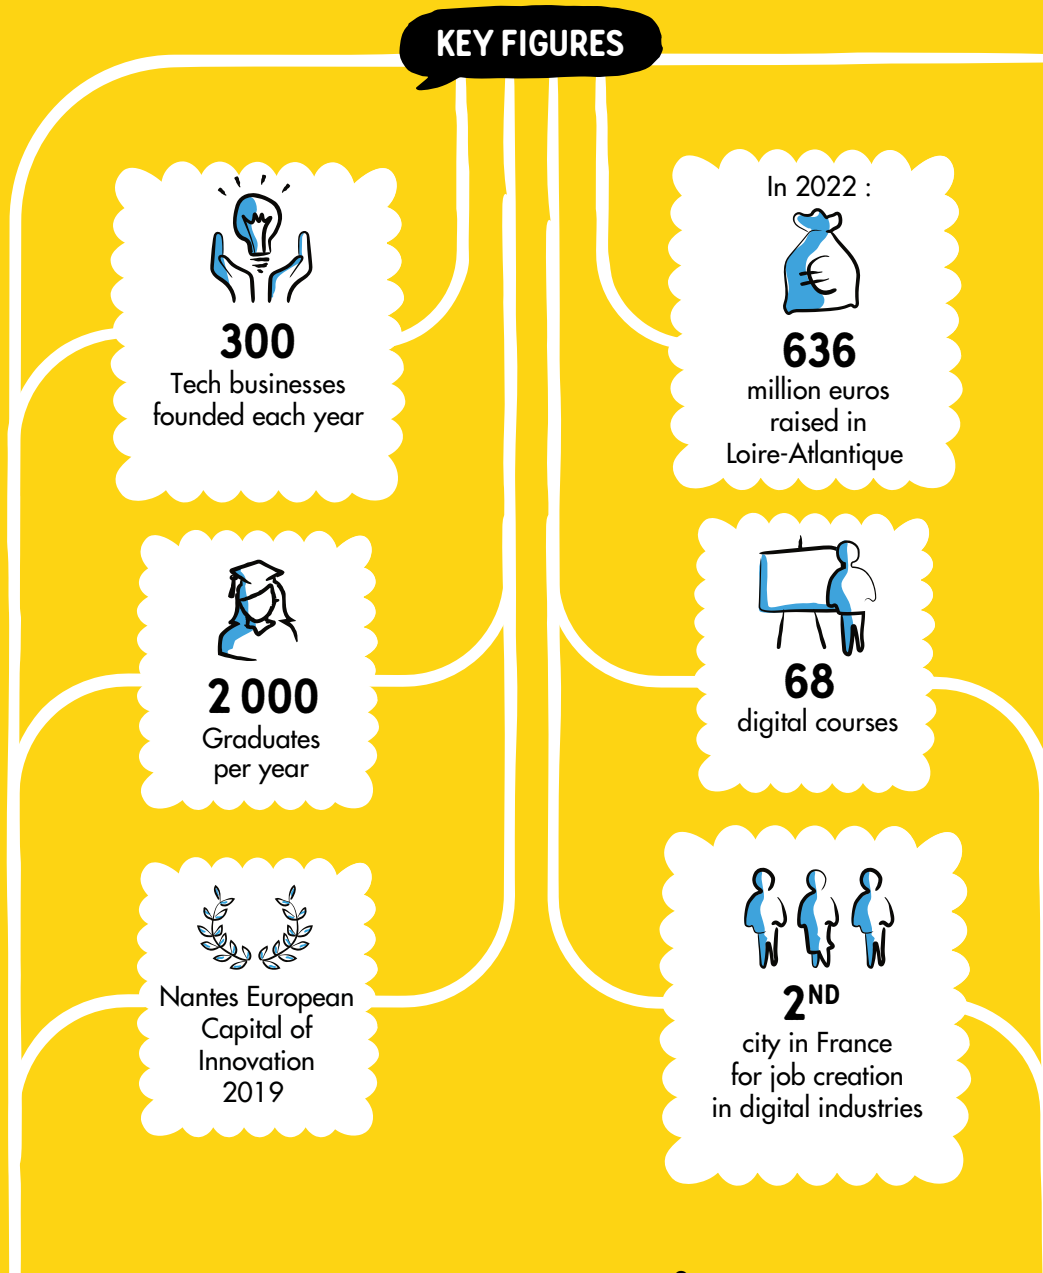 KEY FIGURES
300
Tech businesses
founded each year
In 2022 :
€
636
million euros
raised in
Loire-Atlantique
2 000
Graduates
per year
68
digital courses
Nantes European
Capital of
Innovation
2019
2ND
city in France
for job creation
in digital industries